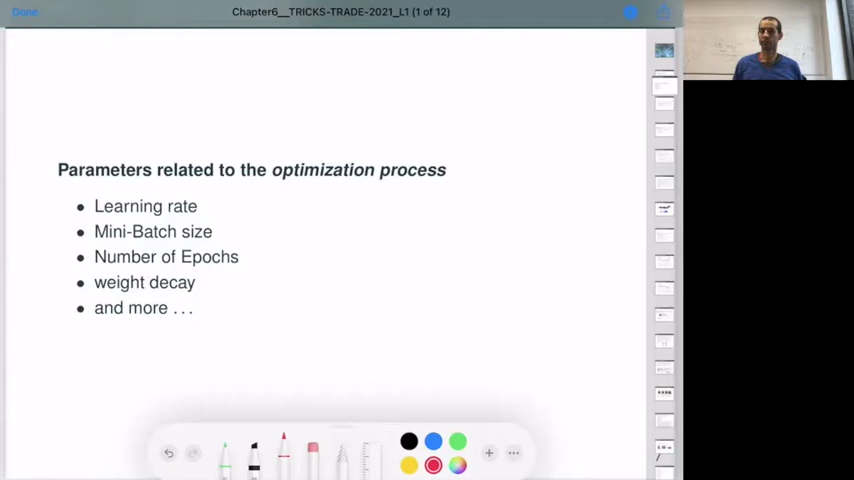 Done
Chapter6__TRICKS-TRADE-2021_L1 (1 of 12)
Parameters related to the optimization process
• Learning rate
• Mini-Batch size
• Number of Epochs
• weight decay
• and more ...